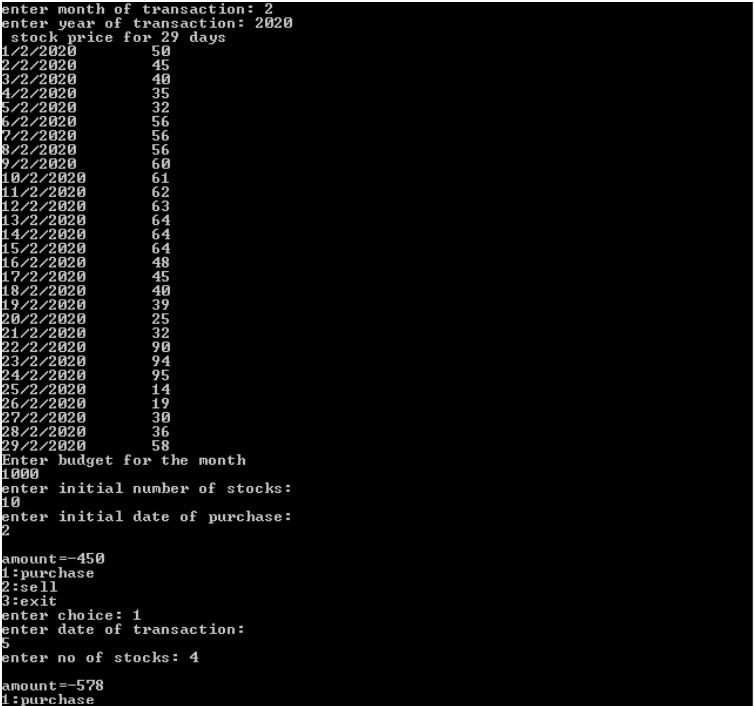 enter month of transaction: 2
enter year of transaction: 2020
stock price for 29 days
1/2/2020 50
2/2/2020 45
3/2/2020 40
4/2/2020 35
5/2/2020 32
6/2/2020 56
7/2/2020 56
8/2/2020 56
9/2/2020 60
10/2/2020 61
11/2/2020 62
12/2/2020 63
13/2/2020 64
14/2/2020 64
15/2/2020 64
16/2/2020 48
17/2/2020 45
18/2/2020 40
19/2/2020 39
20/2/2020 25
21/2/2020 32
22/2/2020 90
23/2/2020 94
24/2/2020 95
25/2/2020 14
26/2/2020 19
27/2/2020 30
28/2/2020 36
29/2/2020 58
Enter budget for the month
1000
enter initial number of stocks:
10
enter initial date of purchase:
2
amount=-450
1:purchase
2:sell
3:exit
enter choice: 1
enter date of transaction:
5
enter no of stocks: 4
amount=-578
1:purchase